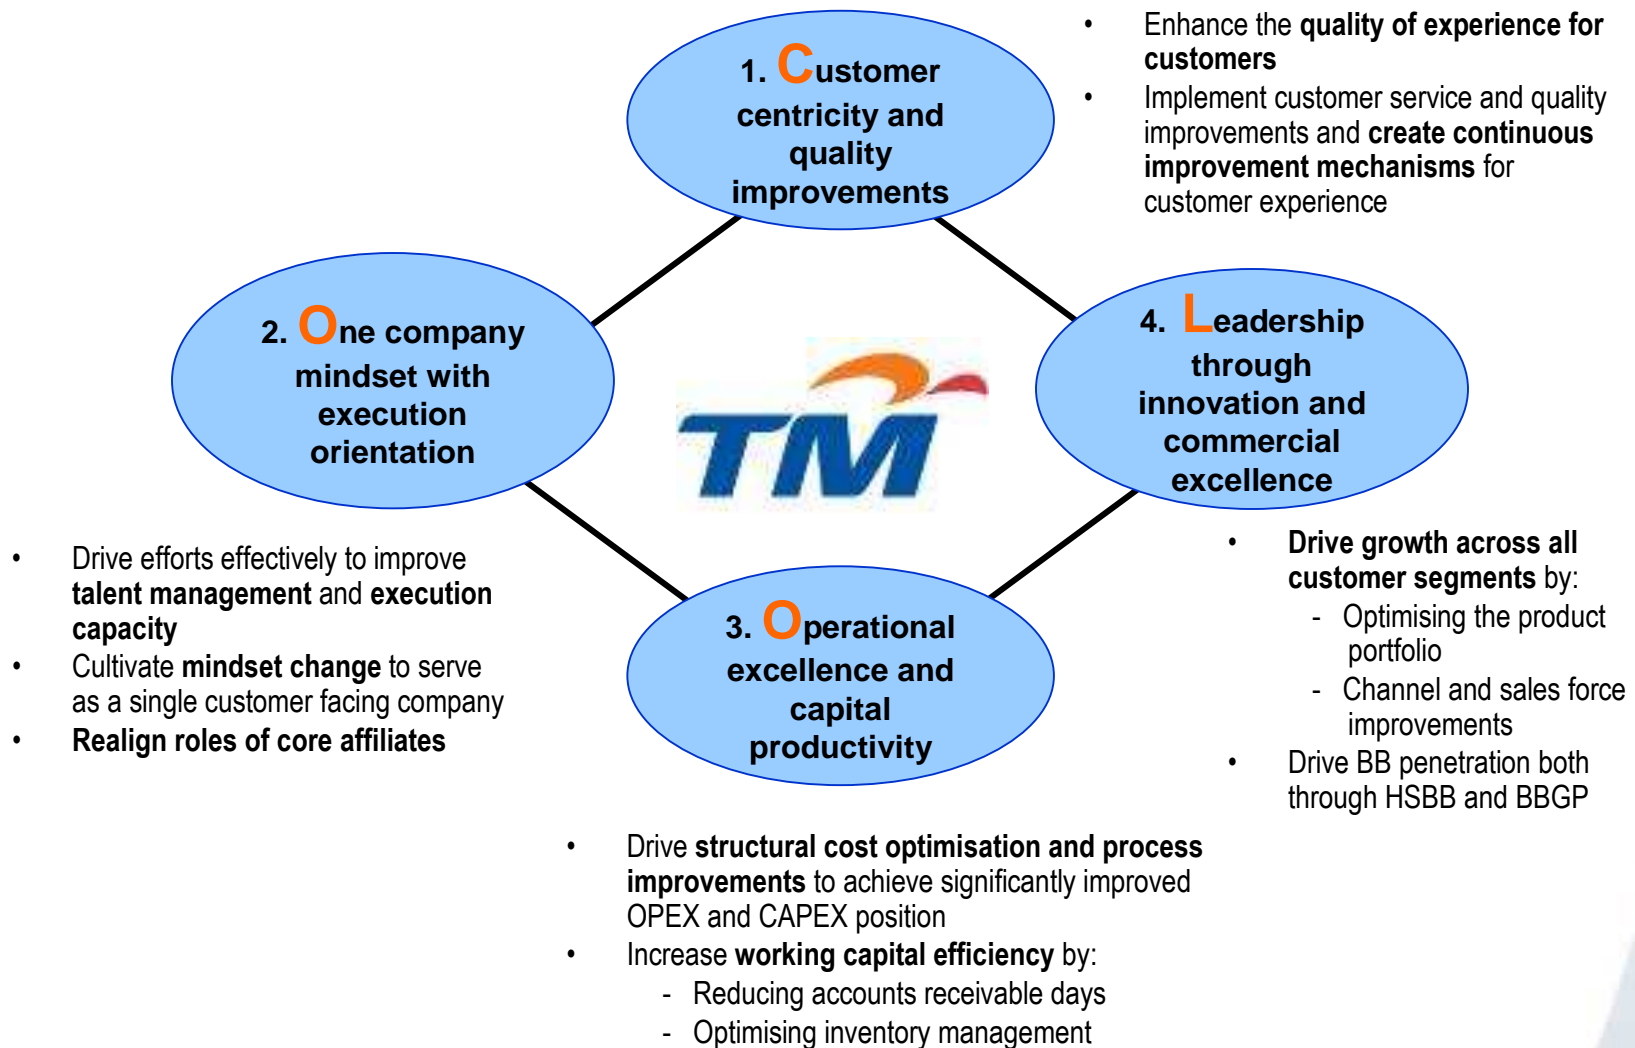 1. Customer
centricity and
quality
improvements
• Enhance the quality of experience for
customers
• Implement customer service and quality
improvements and create continuous
improvement mechanisms for
customer experience
2. One company
mindset with
execution
orientation
• Drive efforts effectively to improve
talent management and execution
capacity
• Cultivate mindset change to serve
as a single customer facing company
• Realign roles of core affiliates
TM
3. Operational
excellence and
capital
productivity
• Drive structural cost optimisation and process
improvements to achieve significantly improved
OPEX and CAPEX position
• Increase working capital efficiency by:
- Reducing accounts receivable days
- Optimising inventory management
4. Leadership
through
innovation and
commercial
excellence
• Drive growth across all
customer segments by:
- Optimising the product
portfolio
- Channel and sales force
improvements
• Drive BB penetration both
through HSBB and BBGP